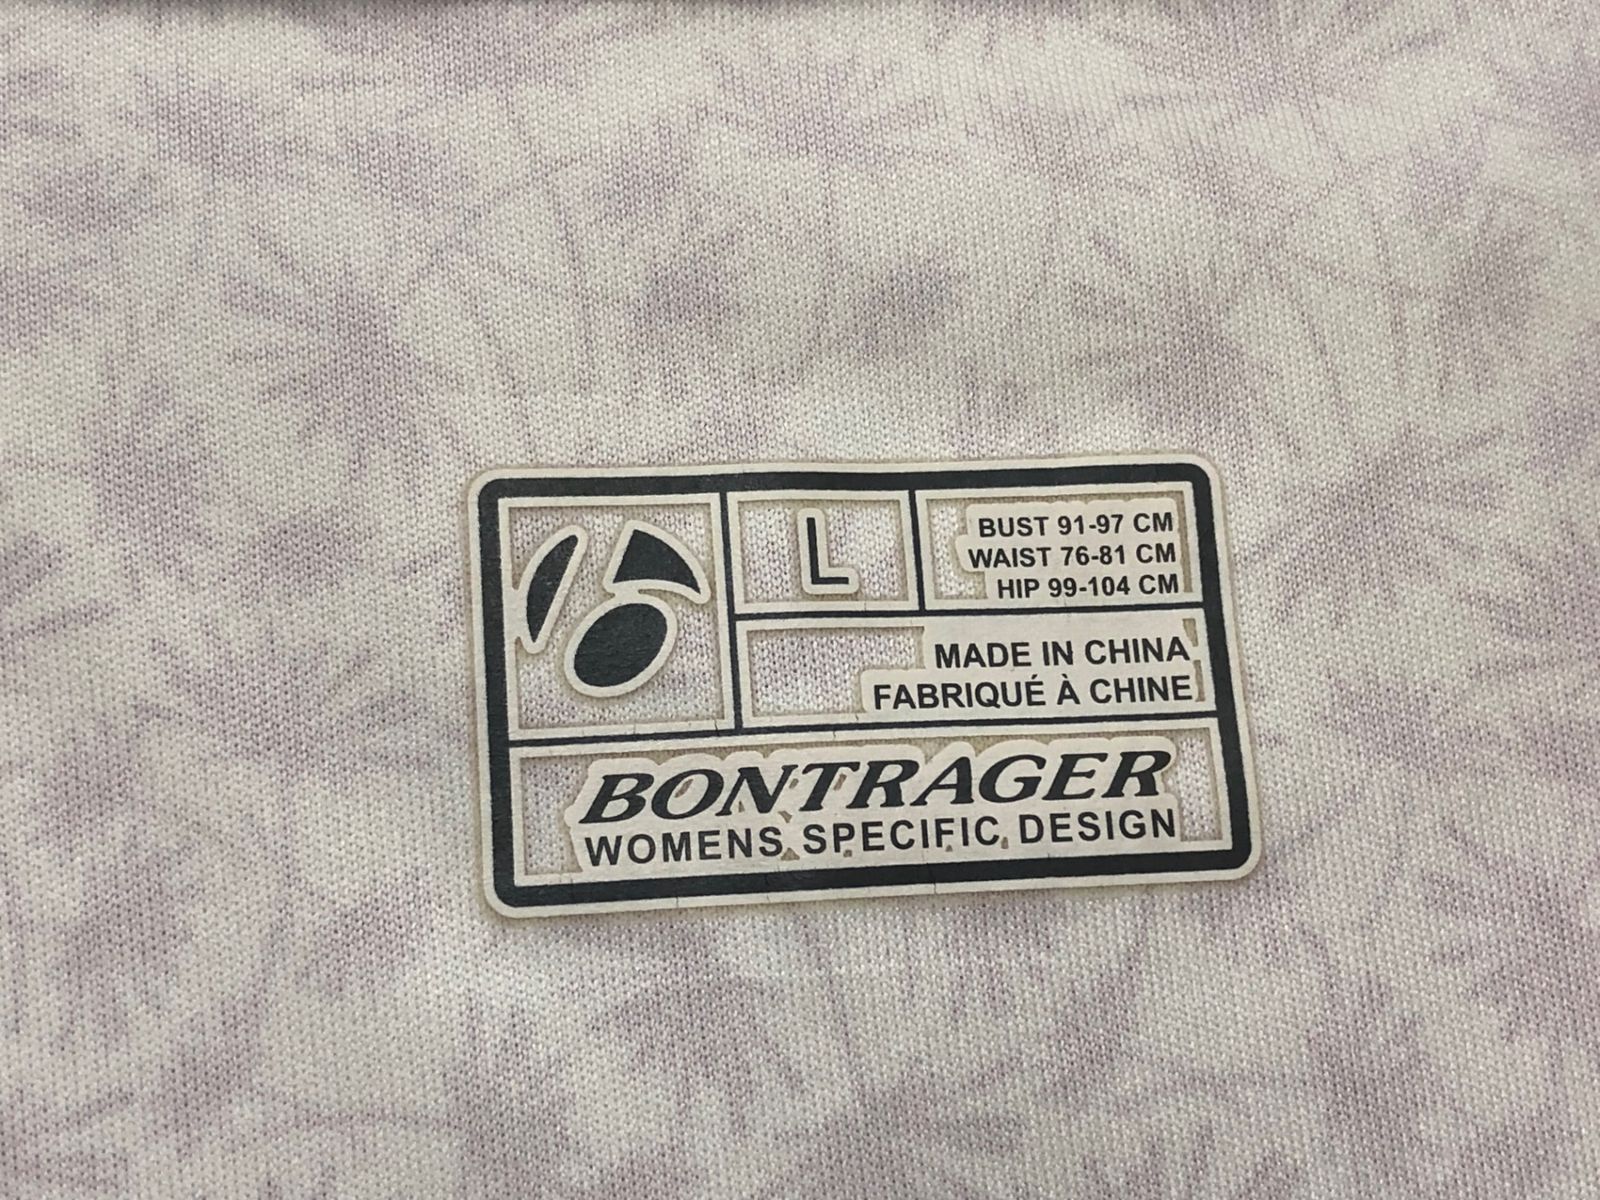 L
BUST 91-97 CM
WAIST 76-81 CM
HIP 99-104 CM
MADE IN CHINA
FABRIQUÉ À CHINE
BONTRAGER
WOMENS SPECIFIC DESIGN